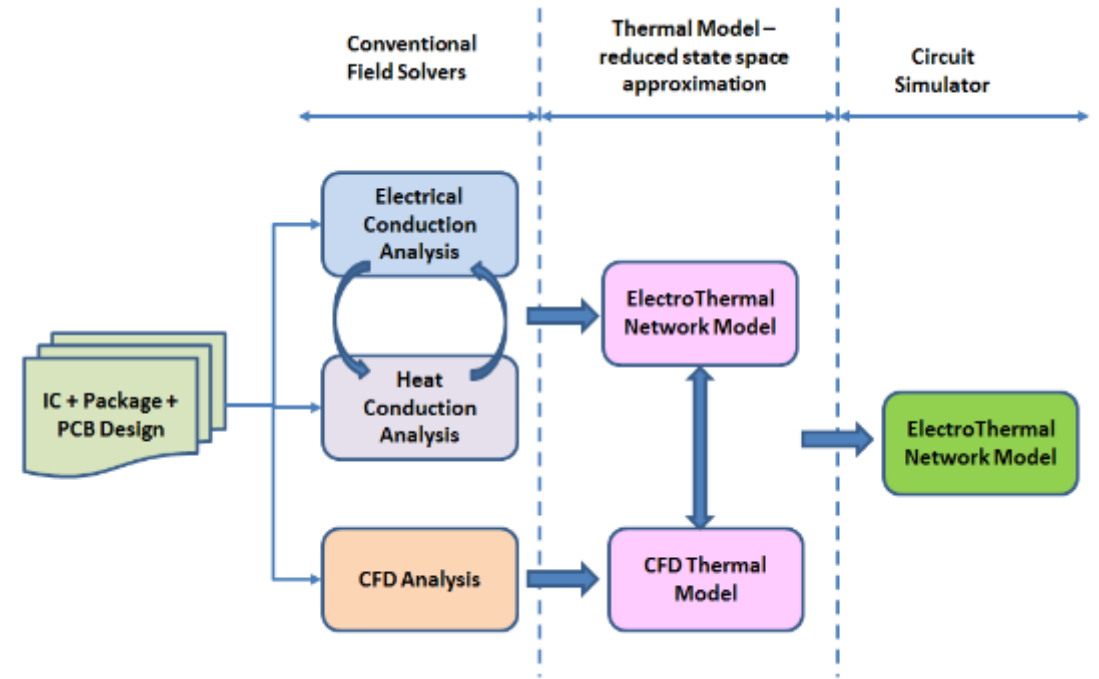 Conventional
Field Solvers
Thermal Model –
reduced state space
approximation
Circuit
Simulator
Electrical
Conduction
Analysis
ElectroThermal
Network Model
IC + Package +
PCB Design
Heat
Conduction
Analysis
ElectroThermal
Network Model
CFD Analysis
CFD Thermal
Model